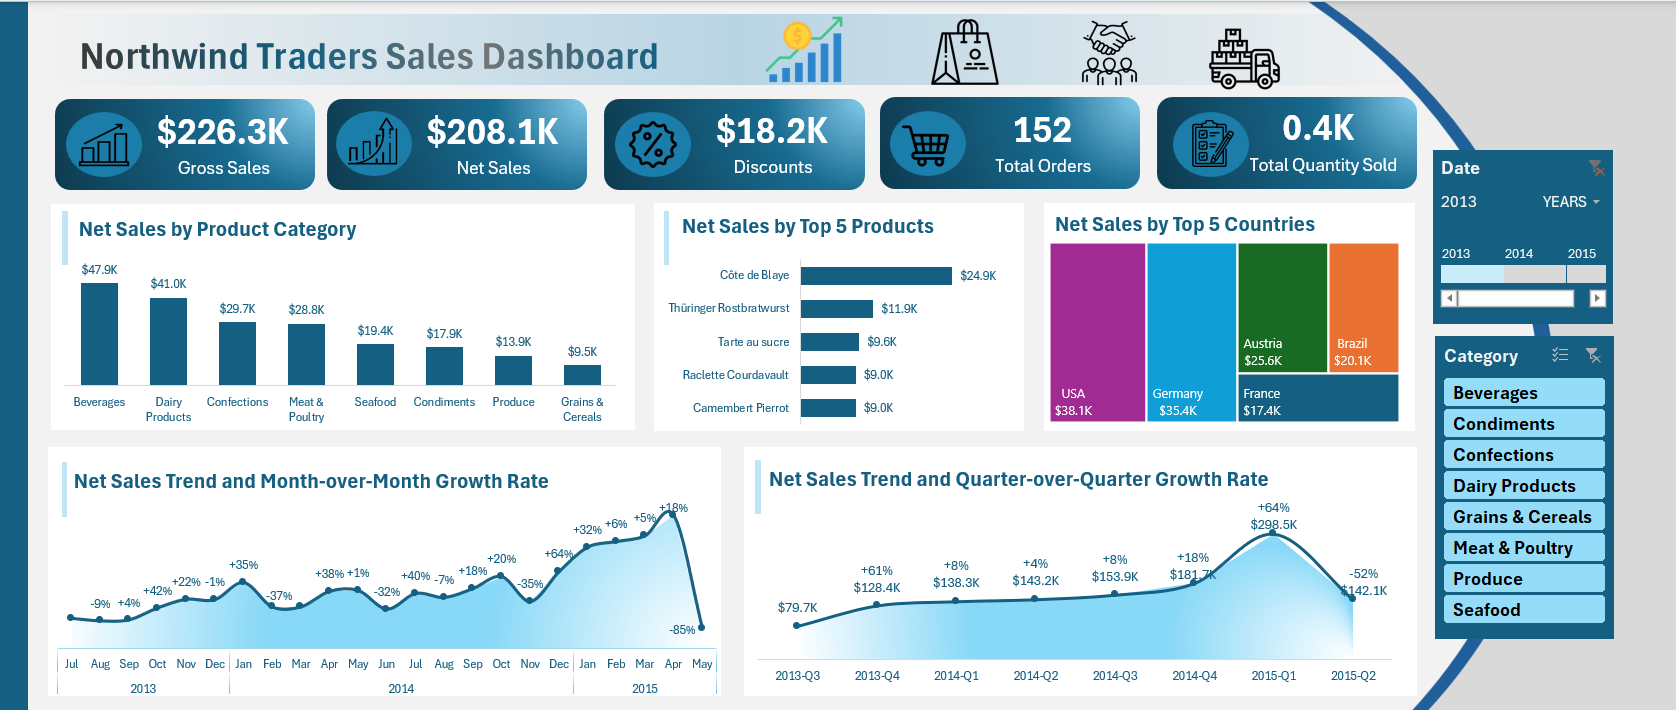 Northwind Traders Sales Dashboard
$226.3K
Gross Sales
$208.1K
Net Sales
$18.2K
Discounts
152
Total Orders
0.4K
Total Quantity Sold
Date
2013 YEARS
2013 2014 2015
Net Sales by Product Category
$47.9K
$41.0K
$29.7K
$28.8K
$19.4K
$17.9K
$13.9K
$9.5K
Beverages
Dairy
Products
Confections
Meat &
Poultry
Seafood
Condiments
Produce
Grains &
Cereals
Net Sales by Top 5 Products
Côte de Blaye $24.9K
Thüringer Rostbratwurst $11.9K
Tarte au sucre $9.6K
Raclette Courdavault $9.0K
Camembert Pierrot $9.0K
Net Sales by Top 5 Countries
USA
$38.1K
Germany
$35.4K
Austria
$25.6K
Brazil
$20.1K
France
$17.4K
Category
Beverages
Condiments
Confections
Dairy Products
Grains & Cereals
Meat & Poultry
Produce
Seafood
Net Sales Trend and Month-over-Month Growth Rate
-9% +4% +42% +22% -1% +35% -37% +38% +1% -32% +40% -7% +18% +20% -35% +64% +32% +6% +5% +18% -85%
Jul Aug Sep Oct Nov Dec Jan Feb Mar Apr May Jun Jul Aug Sep Oct Nov Dec Jan Feb Mar Apr May
2013 2014 2015
Net Sales Trend and Quarter-over-Quarter Growth Rate
$79.7K
+61%
$128.4K
+8%
$138.3K
+4%
$143.2K
+8%
$153.9K
+18%
$181.7K
+64%
$298.5K
-52%
$142.1K
2013-Q3 2013-Q4 2014-Q1 2014-Q2 2014-Q3 2014-Q4 2015-Q1 2015-Q2